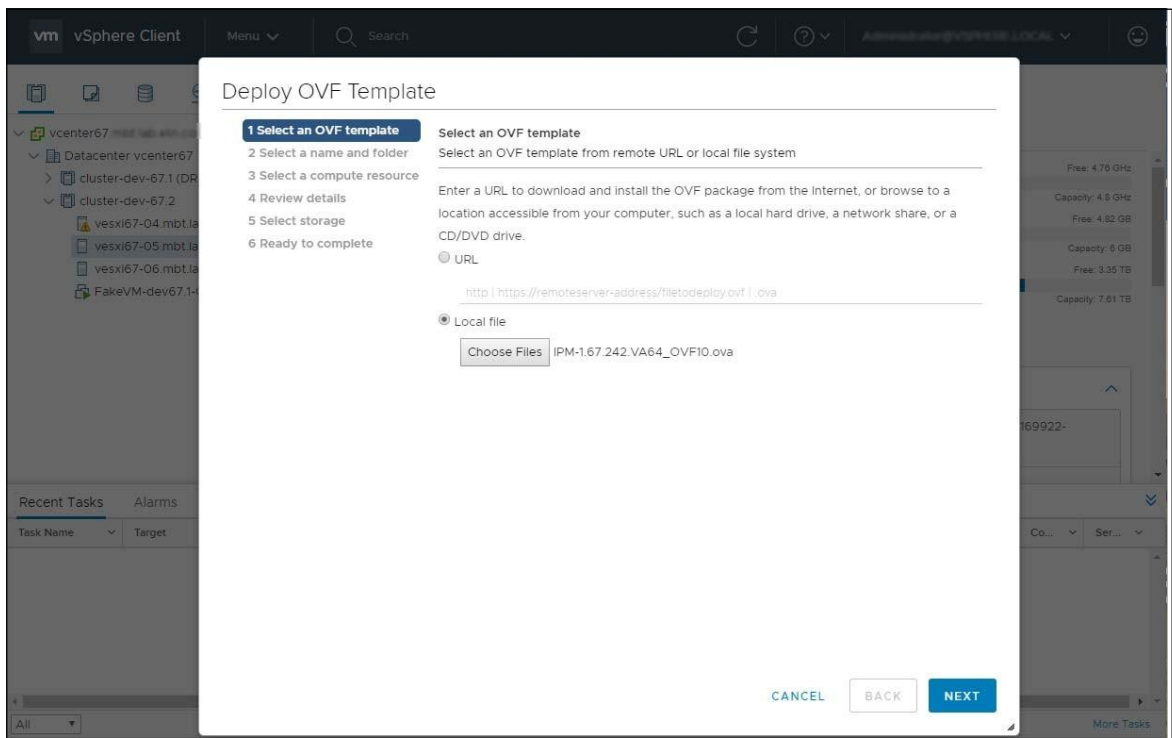 vm vSphere Client Menu Search
Deploy OVF Template
1 Select an OVF template
2 Select a name and folder
3 Select a compute resource
4 Review details
5 Select storage
6 Ready to complete
Select an OVF template
Select an OVF template from remote URL or local file system
Enter a URL to download and install the OVF package from the Internet, or browse to a
location accessible from your computer, such as a local hard drive, a network share, or a
CD/DVD drive.
URL
http | https://remoteserver-address/filetodeploy.ovf | .ova
Local file
Choose Files IPM-1.67.242.VA64_OVF10.ova
CANCEL BACK NEXT
vcenter67
Datacenter vcenter67
cluster-dev-67.1 (DR
cluster-dev-67.2
vesxi67-04.mbt.la
vesxi67-05.mbt.la
vesxi67-06.mbt.la
FakeVM-dev67.1-
Free: 4.76 GHz
Capacity: 4.8 GHz
Free: 4.82 GB
Capacity: 6 GB
Free: 3.35 TB
Capacity: 7.61 TB
169922-
Recent Tasks Alarms
Task Name Target Co... Ser...
All More Tasks